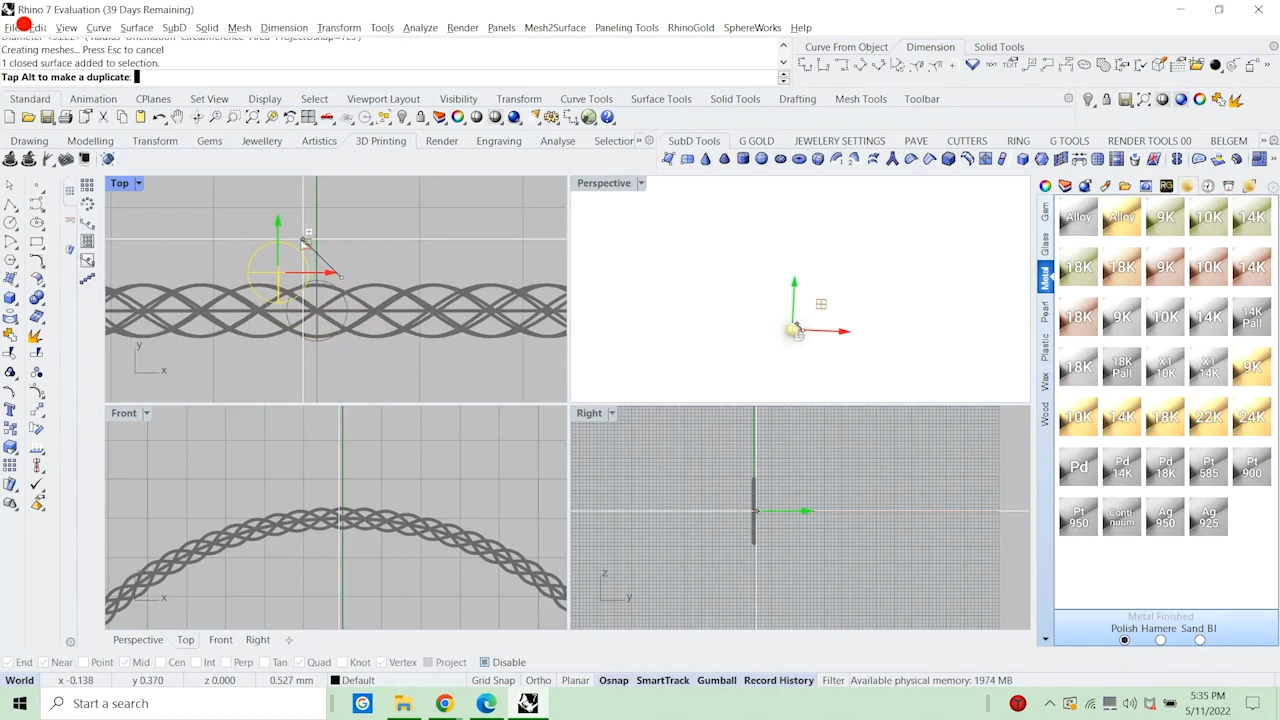 Rhino 7 Evaluation (39 Days Remaining)
File Edit View Curve Surface SubD Solid Mesh Dimension Transform Tools Analyze Render Panels Mesh2Surface Paneling Tools RhinoGold SphereWorks Help
Creating meshes... Press Esc to cancel
1 closed surface added to selection.
Tap Alt to make a duplicate:
Curve From Object Dimension Solid Tools
Standard Animation CPlanes Set View Display Select Viewport Layout Visibility Transform Curve Tools Surface Tools Solid Tools Drafting Mesh Tools Toolbar
Drawing Modelling Transform Gems Jewellery Artistics 3D Printing Render Engraving Analyse Selection » SubD Tools G GOLD JEWELLERY SETTINGS PAVE CUTTERS RING G TOOLS RENDER TOOLS 00 BELGEM »
Top
Perspective
y
x
Front
Right
x
z
y
Gem
Glass
Metal
Pearl
Plastic
Wax
Wood
Alloy Alloy 9K 10K 14K
18K 18K 9K 10K 14K
18K 9K 10K 14K 14K Pall
18K 18K Pall X1 10K X1 14K 9K
10K 14K 18K 22K 24K
Pd Pd 14K Pd 18K Pt 585 Pt 900
Pt 950 Conti nuum Ag 950 Ag 925
Metal Finished
Polish Hamere Sand Bl
Perspective Top Front Right
End Near Point Mid Cen Int Perp Tan Quad Knot Vertex Project Disable
World x -0.138 y 0.370 z 0.000 0.527 mm Default Grid Snap Ortho Planar Osnap SmartTrack Gumball Record History Filter Available physical memory: 1974 MB
Start a search
5:35 PM
5/11/2022